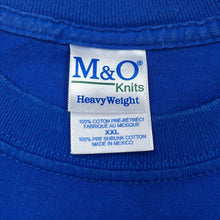 M&O®
Knits
HeavyWeight
100% COTON PRÉ-RÉTRÉCI
FABRIQUÉ AU MEXIQUE
XXL
100% PRE SHRUNK COTTON
MADE IN MEXICO